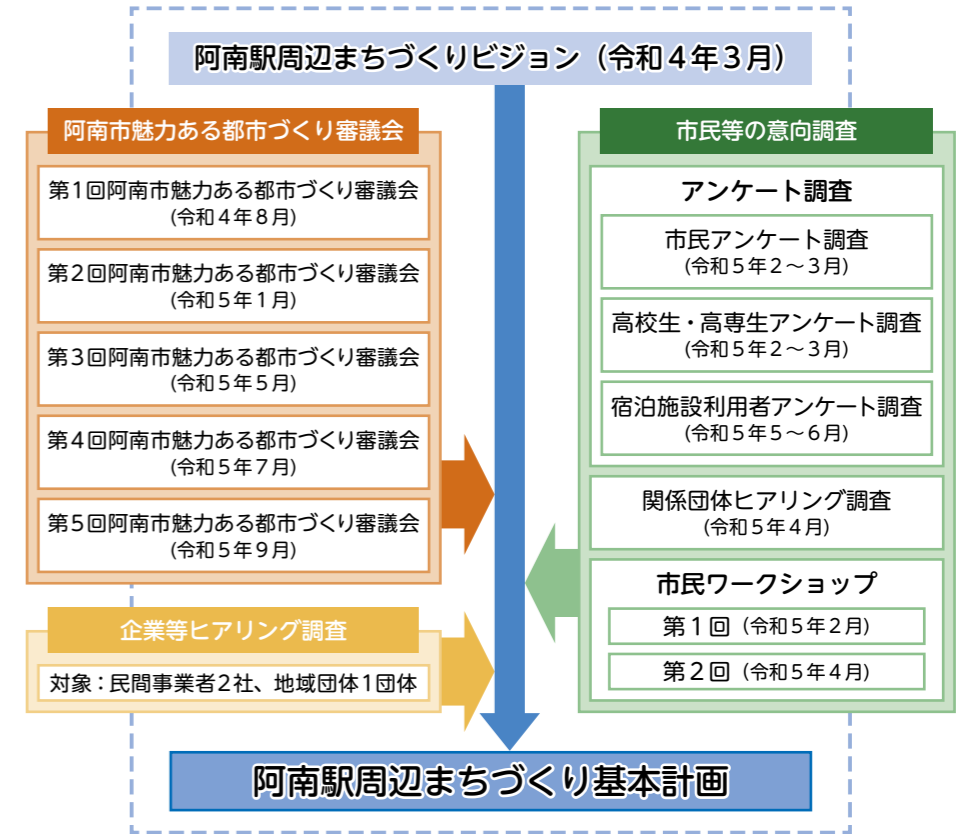 阿南駅周辺まちづくりビジョン（令和４年３月）
阿南市魅力ある都市づくり審議会
第１回阿南市魅力ある都市づくり審議会
(令和４年８月)
第２回阿南市魅力ある都市づくり審議会
(令和５年１月)
第３回阿南市魅力ある都市づくり審議会
(令和５年５月)
第４回阿南市魅力ある都市づくり審議会
(令和５年７月)
第５回阿南市魅力ある都市づくり審議会
(令和５年９月)
企業等ヒアリング調査
対象：民間事業者２社、地域団体１団体
市民等の意向調査
アンケート調査
市民アンケート調査
(令和５年２～３月)
高校生・高専生アンケート調査
(令和５年２～３月)
宿泊施設利用者アンケート調査
(令和５年５～６月)
関係団体ヒアリング調査
(令和５年４月)
市民ワークショップ
第１回（令和５年２月）
第２回（令和５年４月）
阿南駅周辺まちづくり基本計画